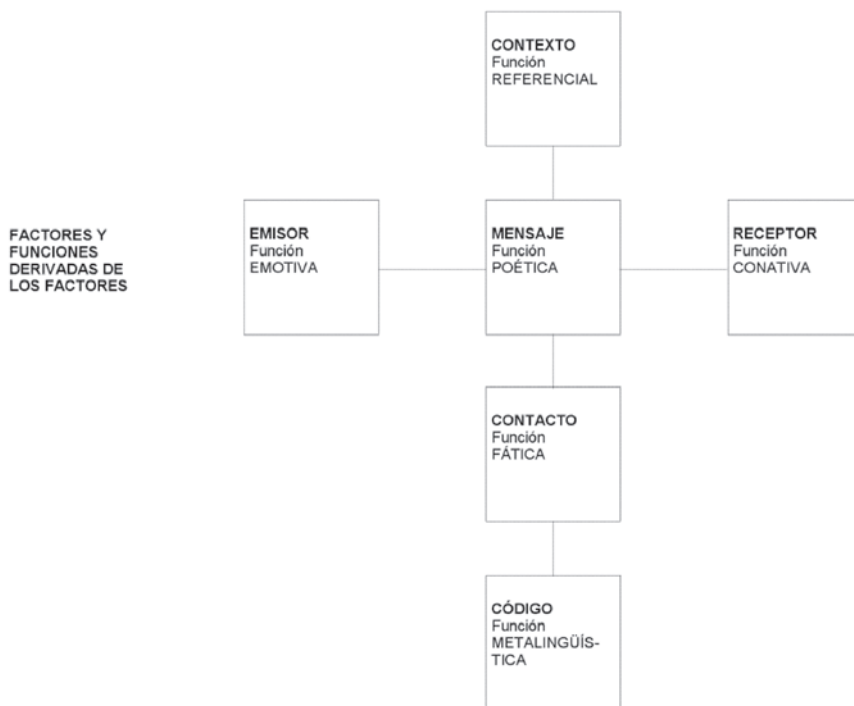 CONTEXTO
Función
REFERENCIAL
FACTORES Y
FUNCIONES
DERIVADAS DE
LOS FACTORES
EMISOR
Función
EMOTIVA
MENSAJE
Función
POÉTICA
RECEPTOR
Función
CONATIVA
CONTACTO
Función
FÁTICA
CÓDIGO
Función
METALINGÜÍS-
TICA